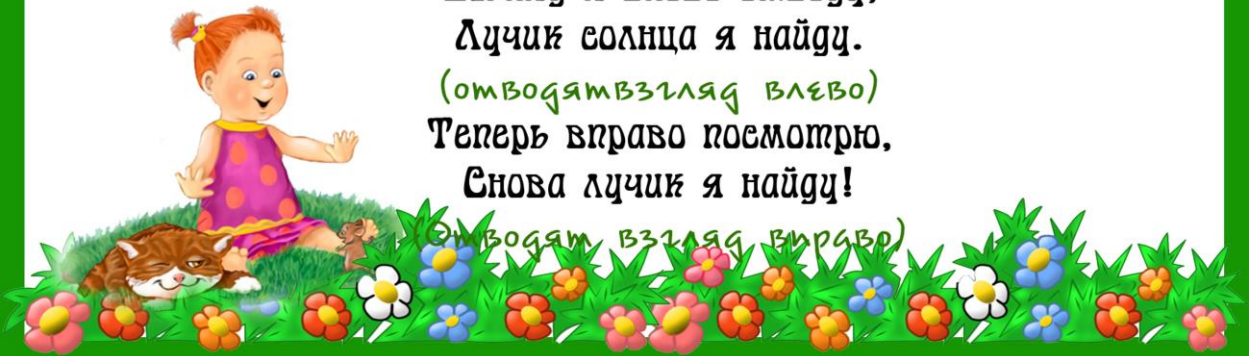 Лучик солнца я найду.
(отводятвзгляд влево)
Теперь вправо посмотрю,
Снова лучик я найду!
(Отводят взгляд вправо)